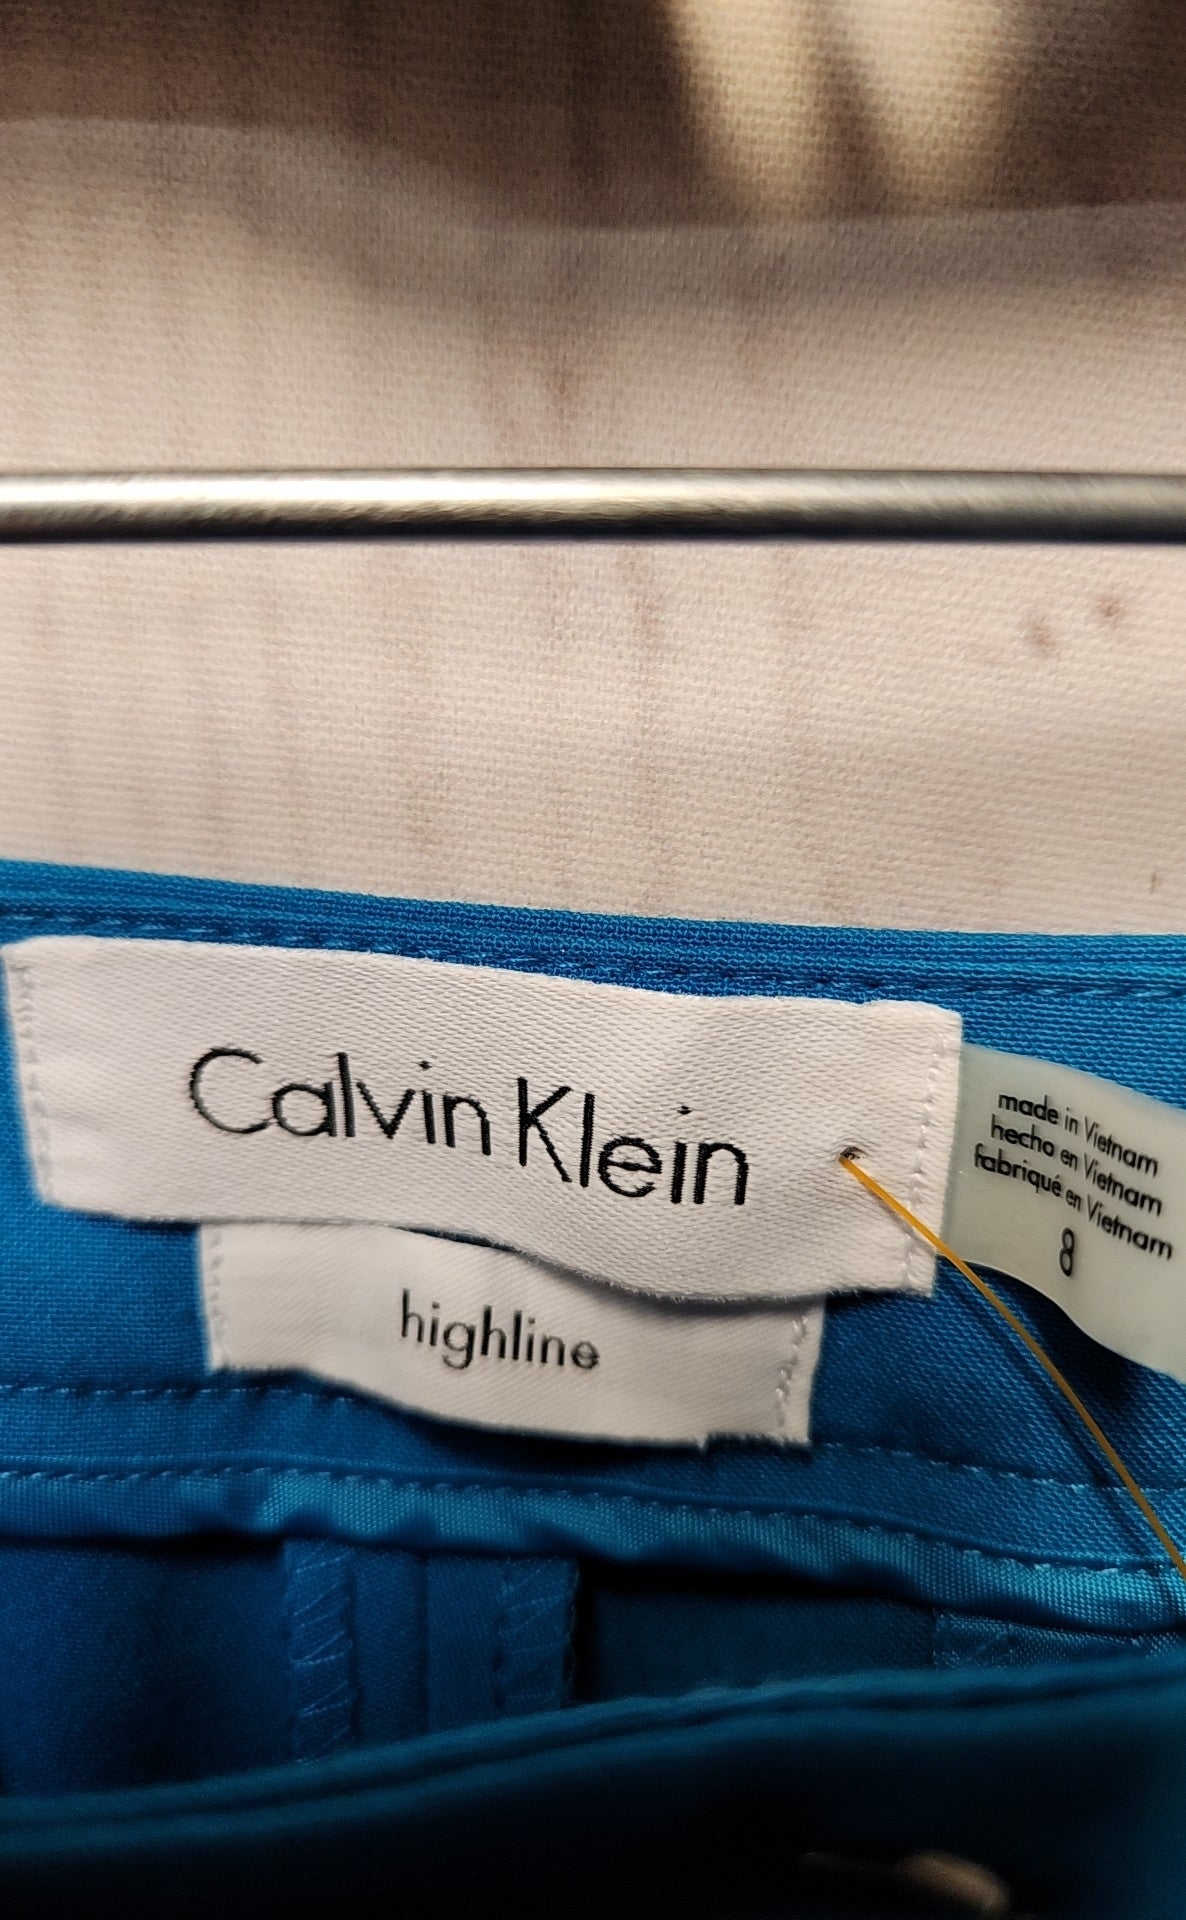 Calvin Klein
highline
made in Vietnam
hecho en Vietnam
fabriqué en Vietnam
8